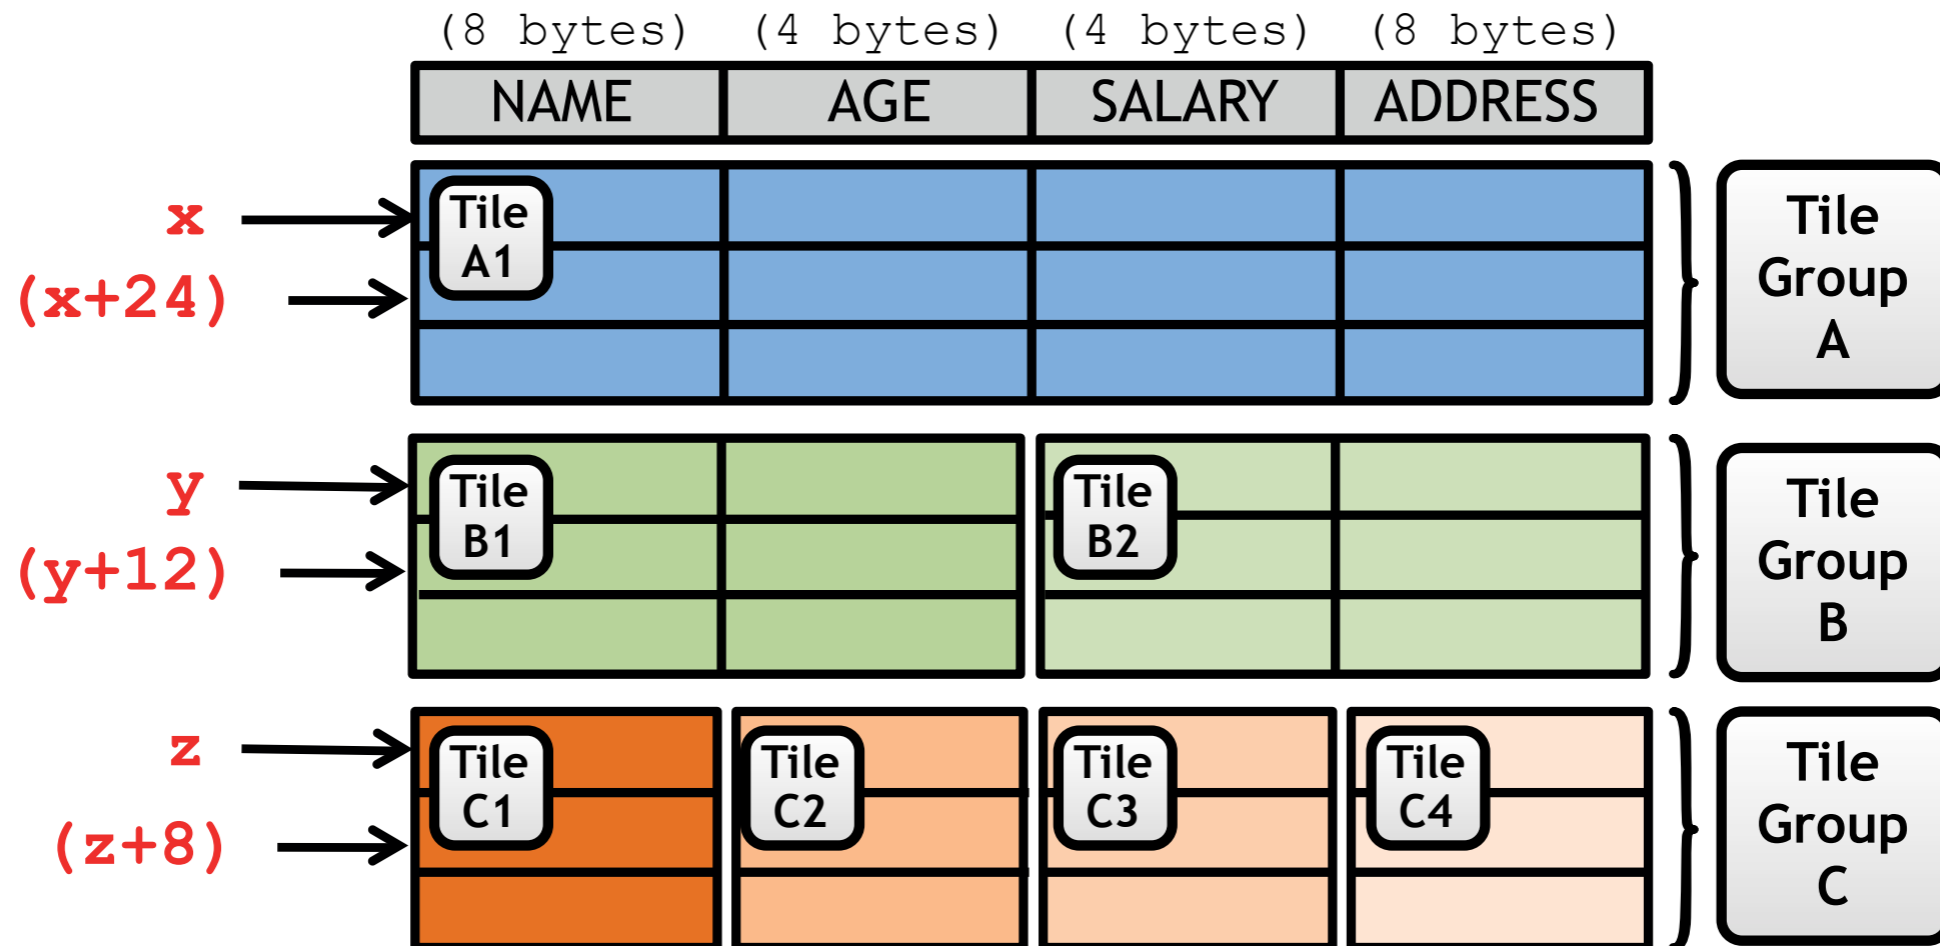 (8 bytes) (4 bytes) (4 bytes) (8 bytes)
NAME AGE SALARY ADDRESS
x
(x+24)
Tile
A1
Tile
Group
A
y
(y+12)
Tile
B1
Tile
B2
Tile
Group
B
z
(z+8)
Tile
C1
Tile
C2
Tile
C3
Tile
C4
Tile
Group
C